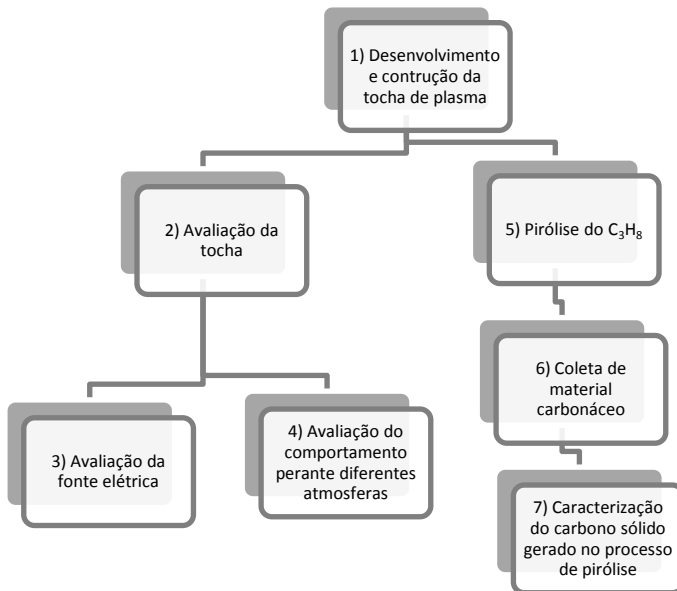 1) Desenvolvimento
e contrução da
tocha de plasma
2) Avaliação da
tocha
5) Pirólise do C₃H₈
3) Avaliação da
fonte elétrica
4) Avaliação do
comportamento
perante diferentes
atmosferas
6) Coleta de
material
carbonáceo
7) Caracterização
do carbono sólido
gerado no processo
de pirólise